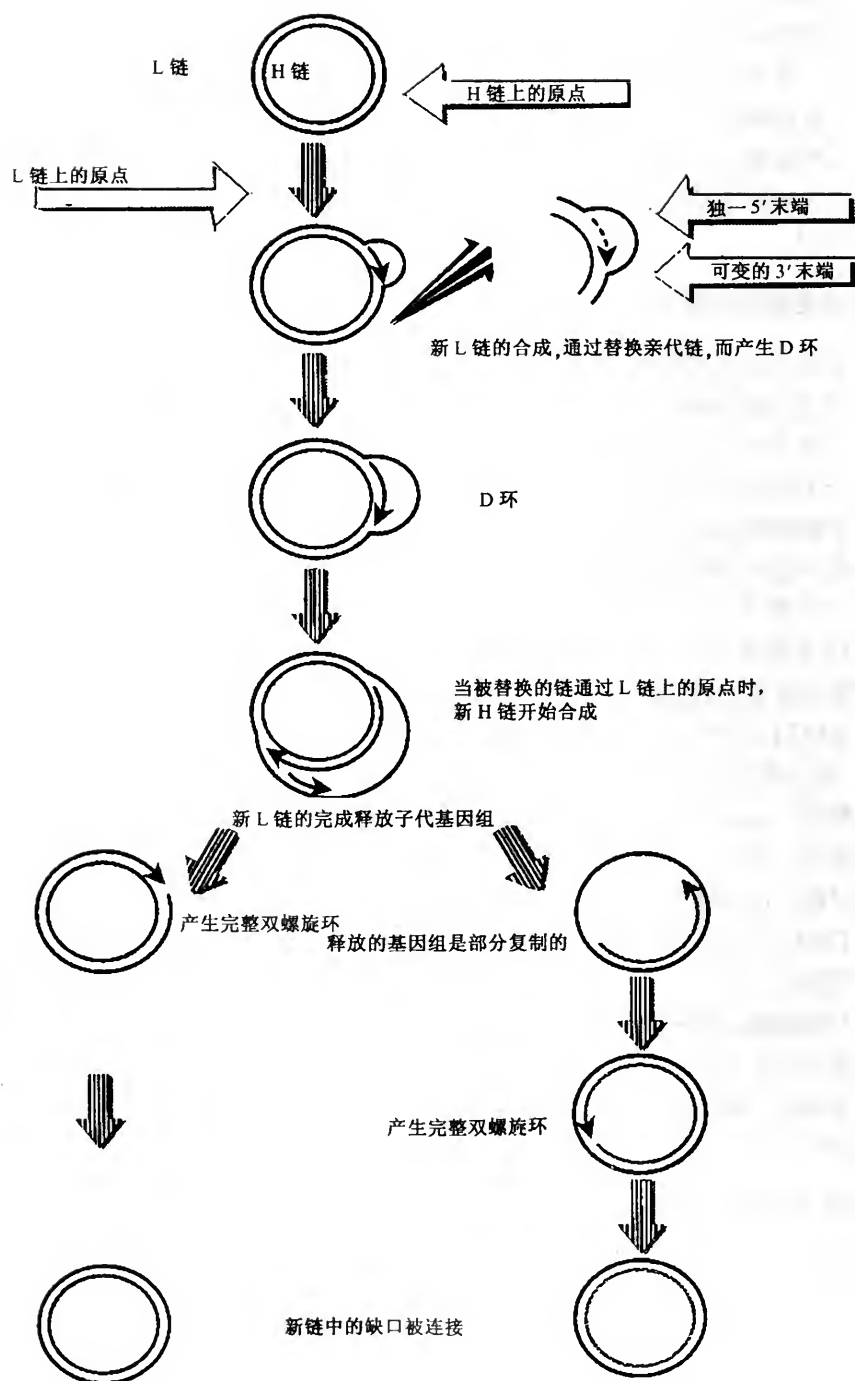 L 链
H 链
H 链上的原点
L 链上的原点
独一 5′末端
可变的 3′末端
新 L 链的合成,通过替换亲代链,而产生 D 环
D 环
当被替换的链通过 L 链上的原点时,
新 H 链开始合成
新 L 链的完成释放子代基因组
产生完整双螺旋环
释放的基因组是部分复制的
产生完整双螺旋环
新链中的缺口被连接